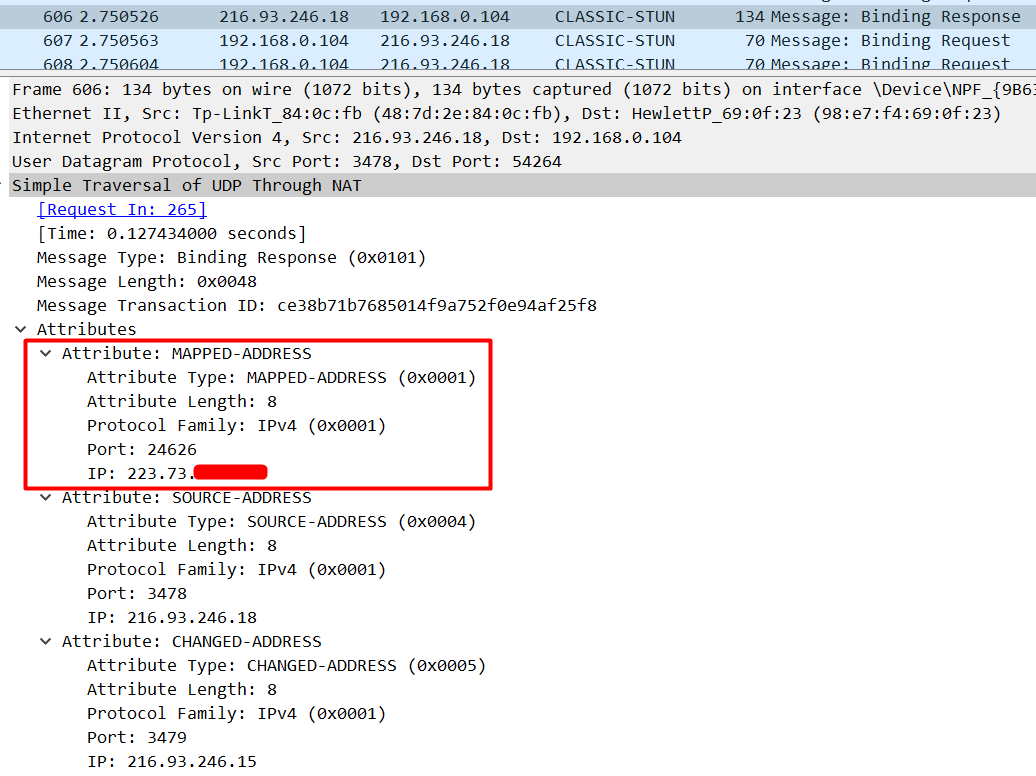 606 2.750526 216.93.246.18 192.168.0.104 CLASSIC-STUN 134 Message: Binding Response
607 2.750563 192.168.0.104 216.93.246.18 CLASSIC-STUN 70 Message: Binding Request
608 2.750604 192.168.0.104 216.93.246.18 CLASSIC-STUN 70 Message: Binding Request
Frame 606: 134 bytes on wire (1072 bits), 134 bytes captured (1072 bits) on interface \Device\NPF_{9B63
Ethernet II, Src: Tp-LinkT_84:0c:fb (48:7d:2e:84:0c:fb), Dst: HewlettP_69:0f:23 (98:e7:f4:69:0f:23)
Internet Protocol Version 4, Src: 216.93.246.18, Dst: 192.168.0.104
User Datagram Protocol, Src Port: 3478, Dst Port: 54264
Simple Traversal of UDP Through NAT
[Request In: 265]
[Time: 0.127434000 seconds]
Message Type: Binding Response (0x0101)
Message Length: 0x0048
Message Transaction ID: ce38b71b7685014f9a752f0e94af25f8
Attributes
Attribute: MAPPED-ADDRESS
Attribute Type: MAPPED-ADDRESS (0x0001)
Attribute Length: 8
Protocol Family: IPv4 (0x0001)
Port: 24626
IP: 223.73.
Attribute: SOURCE-ADDRESS
Attribute Type: SOURCE-ADDRESS (0x0004)
Attribute Length: 8
Protocol Family: IPv4 (0x0001)
Port: 3478
IP: 216.93.246.18
Attribute: CHANGED-ADDRESS
Attribute Type: CHANGED-ADDRESS (0x0005)
Attribute Length: 8
Protocol Family: IPv4 (0x0001)
Port: 3479
IP: 216.93.246.15